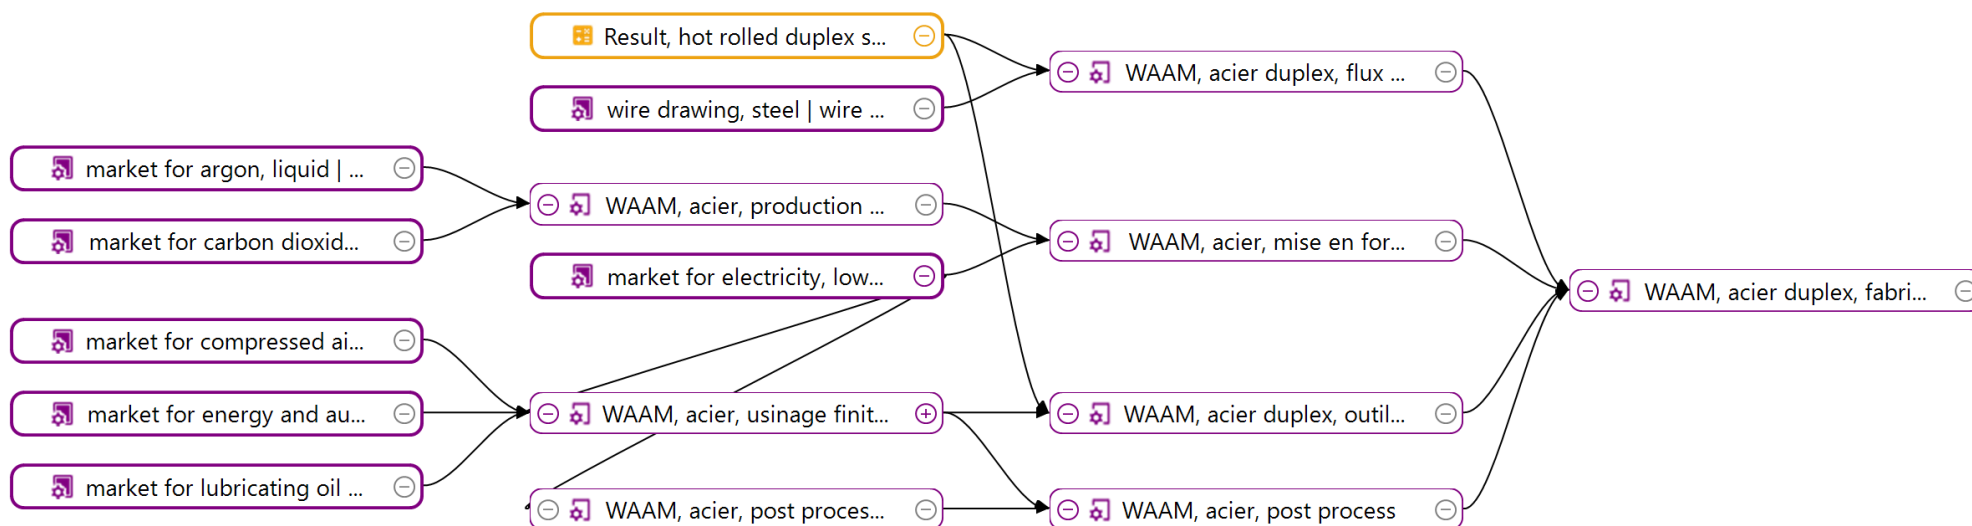 Result, hot rolled duplex s...
WAAM, acier duplex, flux ...
wire drawing, steel | wire ...
market for argon, liquid | ...
WAAM, acier, production ...
market for carbon dioxid...
WAAM, acier, mise en for...
market for electricity, low...
WAAM, acier duplex, fabri...
market for compressed ai...
market for energy and au...
WAAM, acier, usinage finit...
WAAM, acier duplex, outil...
market for lubricating oil ...
WAAM, acier, post proces...
WAAM, acier, post process